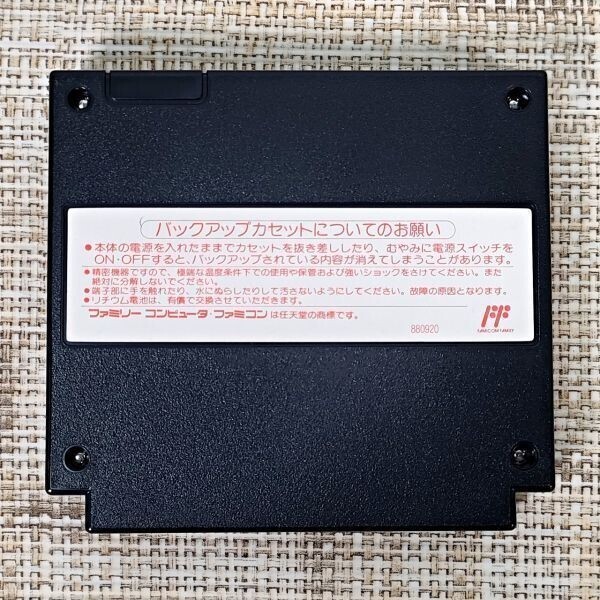 バックアップカセットについてのお願い
●本体の電源を入れたままでカセットを抜き差ししたり、むやみに電源スイッチを
ON・OFFすると、バックアップされている内容が消えてしまうことがあります。
●精密機器ですので、極端な温度条件下での使用や保管および強いショックをさけてください。また
絶対に分解しないでください。
●端子部に手を触れたり、水にぬらしたりして汚さないようにしてください。故障の原因となります。
●リチウム電池は、有償で交換させていただきます。
ファミリー コンピュータ・ファミコン は任天堂の商標です。
880920
FAMICOM FAMILY